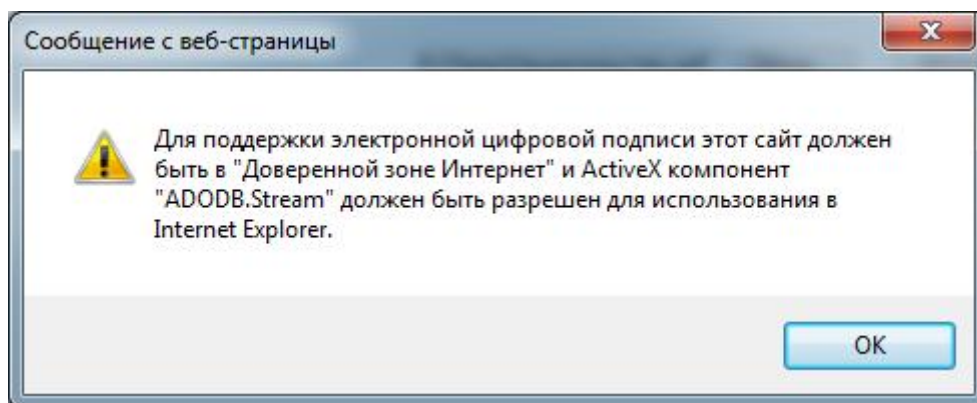 Сообщение с веб-страницы
Для поддержки электронной цифровой подписи этот сайт должен
быть в "Доверенной зоне Интернет" и ActiveX компонент
"ADODB.Stream" должен быть разрешен для использования в
Internet Explorer.
OK